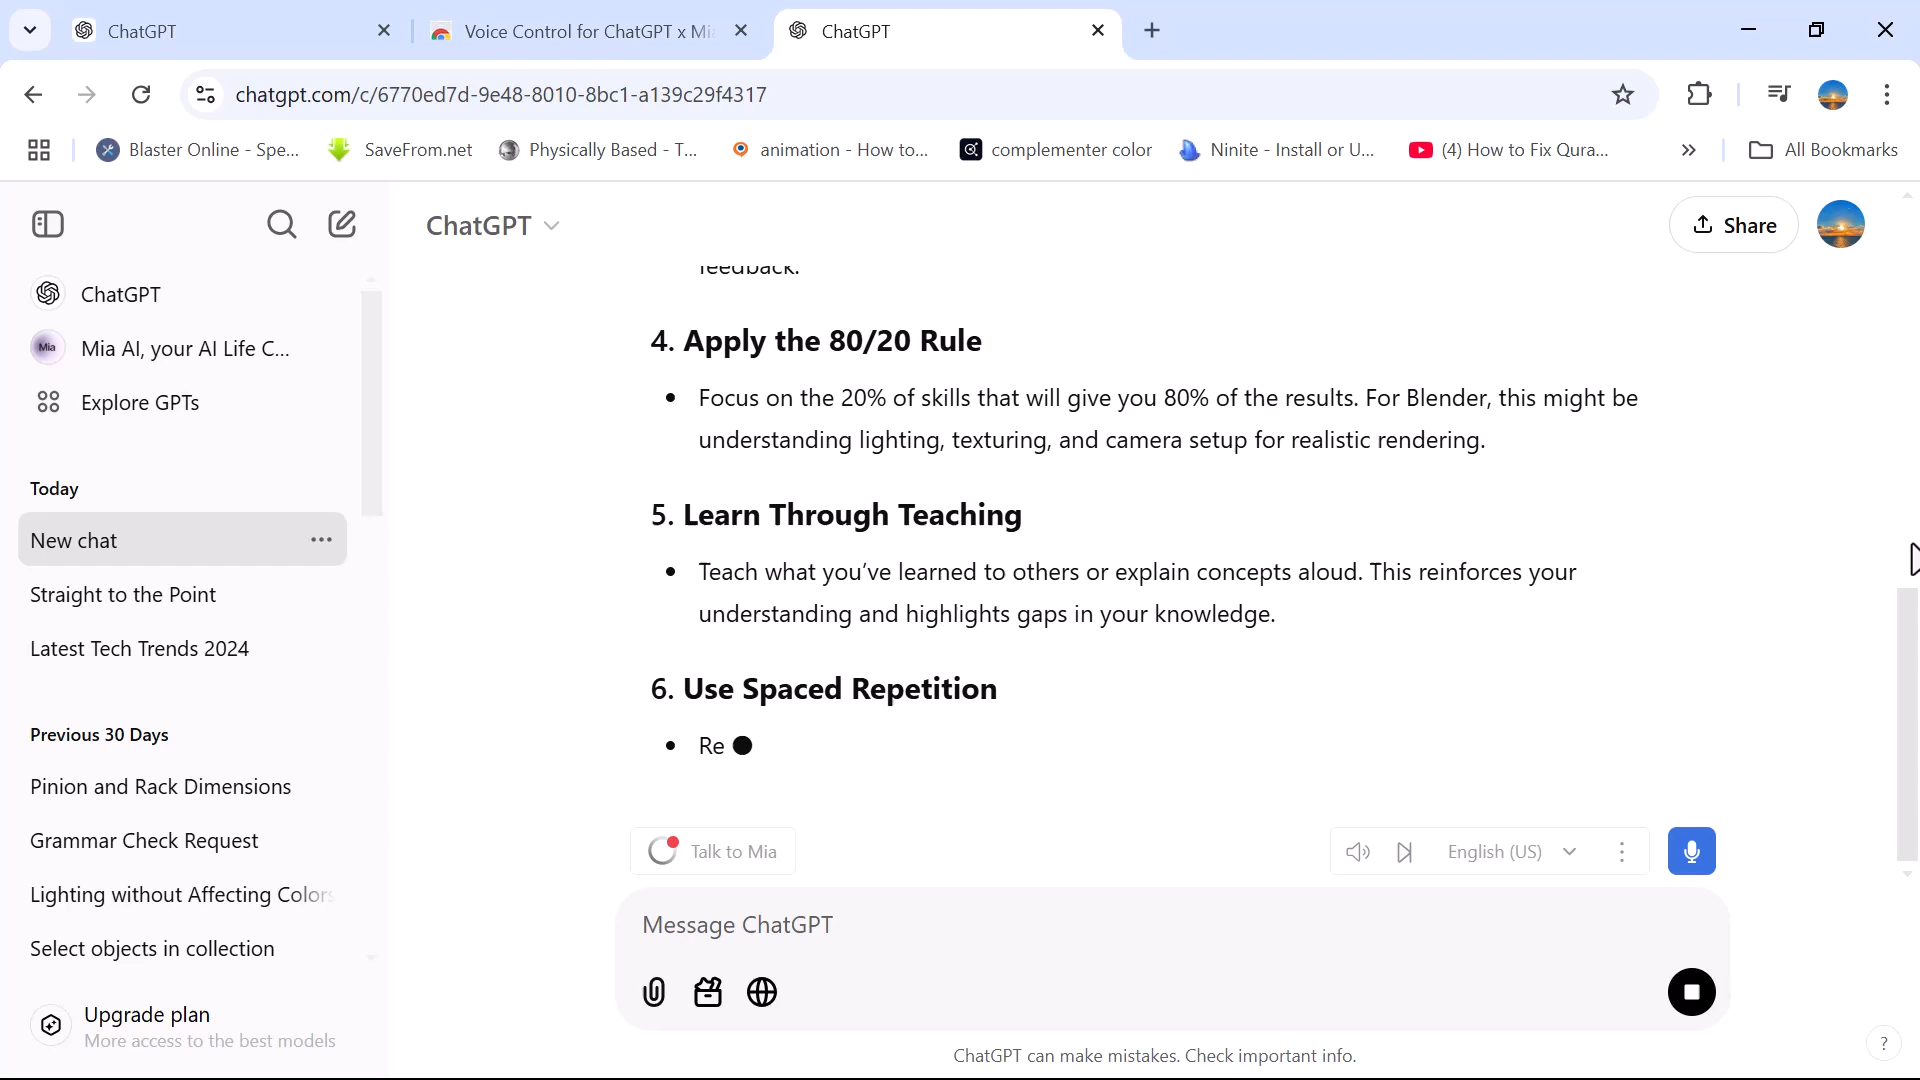 ChatGPT
Voice Control for ChatGPT x Mi
ChatGPT
chatgpt.com/c/6770ed7d-9e48-8010-8bc1-a139c29f4317
Blaster Online - Spe...
SaveFrom.net
Physically Based - T...
animation - How to...
complementer color
Ninite - Install or U...
(4) How to Fix Qura...
All Bookmarks
ChatGPT
Share
ChatGPT
Mia
Mia AI, your AI Life C...
Explore GPTs
Today
New chat
Straight to the Point
Latest Tech Trends 2024
Previous 30 Days
Pinion and Rack Dimensions
Grammar Check Request
Lighting without Affecting Colors
Select objects in collection
Upgrade plan
More access to the best models
feedback.
4. Apply the 80/20 Rule
• Focus on the 20% of skills that will give you 80% of the results. For Blender, this might be
understanding lighting, texturing, and camera setup for realistic rendering.
5. Learn Through Teaching
• Teach what you’ve learned to others or explain concepts aloud. This reinforces your
understanding and highlights gaps in your knowledge.
6. Use Spaced Repetition
• Re
Talk to Mia
English (US)
Message ChatGPT
ChatGPT can make mistakes. Check important info.
?